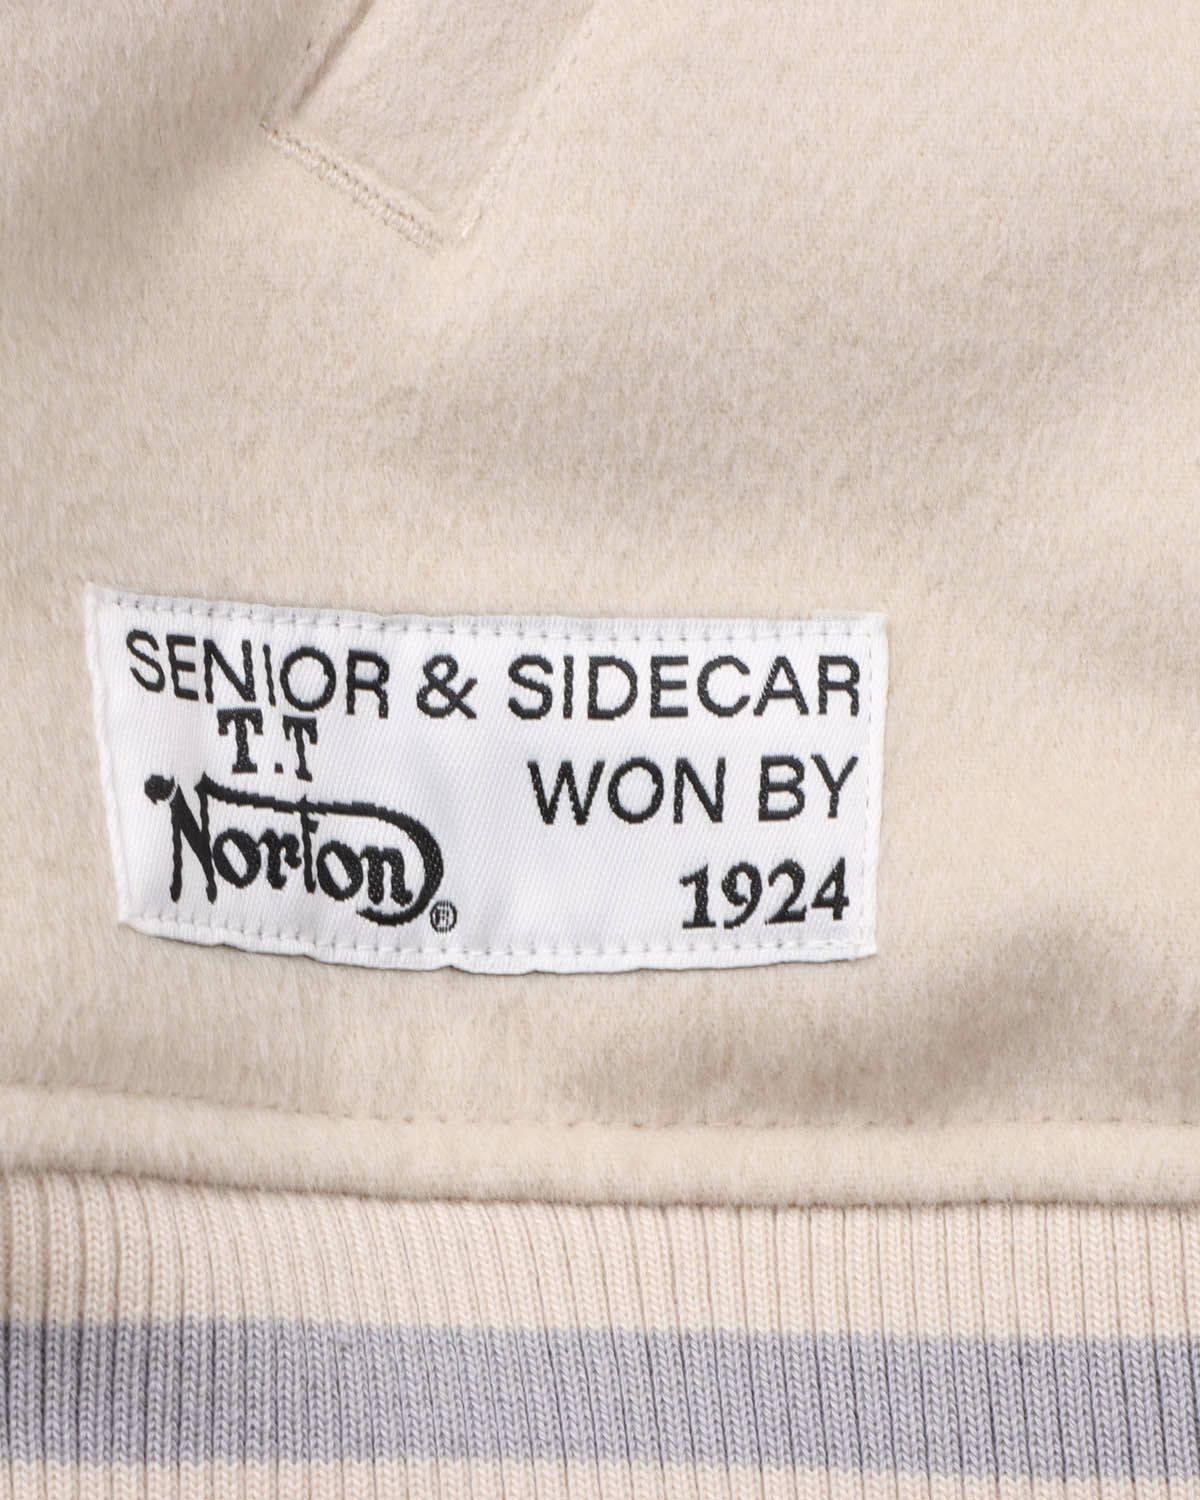 SENIOR & SIDECAR
T.T
WON BY
Norton®
1924